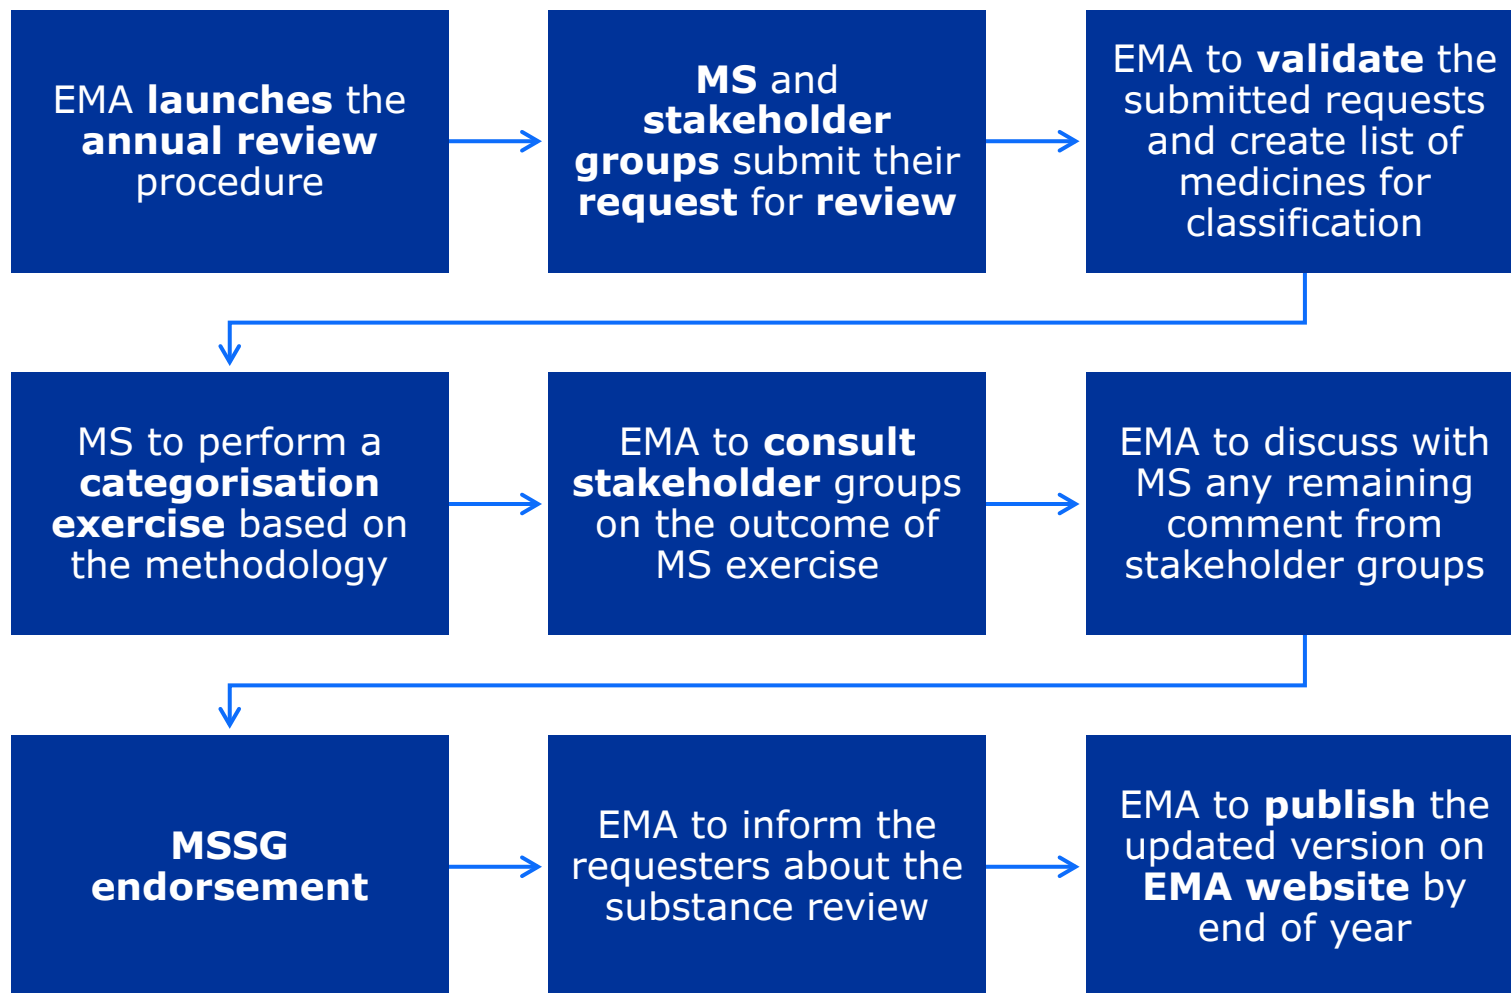 EMA launches the
annual review
procedure
MS and
stakeholder
groups submit their
request for review
EMA to validate the
submitted requests
and create list of
medicines for
classification
MS to perform a
categorisation
exercise based on
the methodology
EMA to consult
stakeholder groups
on the outcome of
MS exercise
EMA to discuss with
MS any remaining
comment from
stakeholder groups
MSSG
endorsement
EMA to inform the
requesters about the
substance review
EMA to publish the
updated version on
EMA website by
end of year